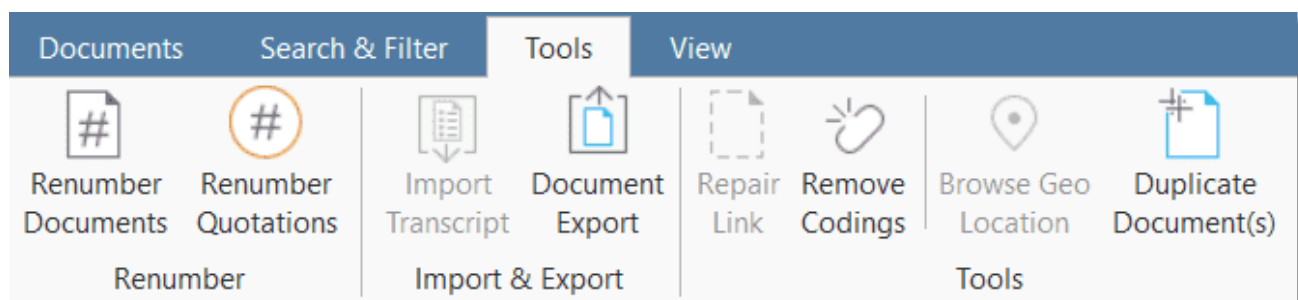 Documents Search & Filter Tools View
# #
Renumber Renumber Import Document Repair Remove Browse Geo Duplicate
Documents Quotations Transcript Export Link Codings Location Document(s)
Renumber Import & Export Tools